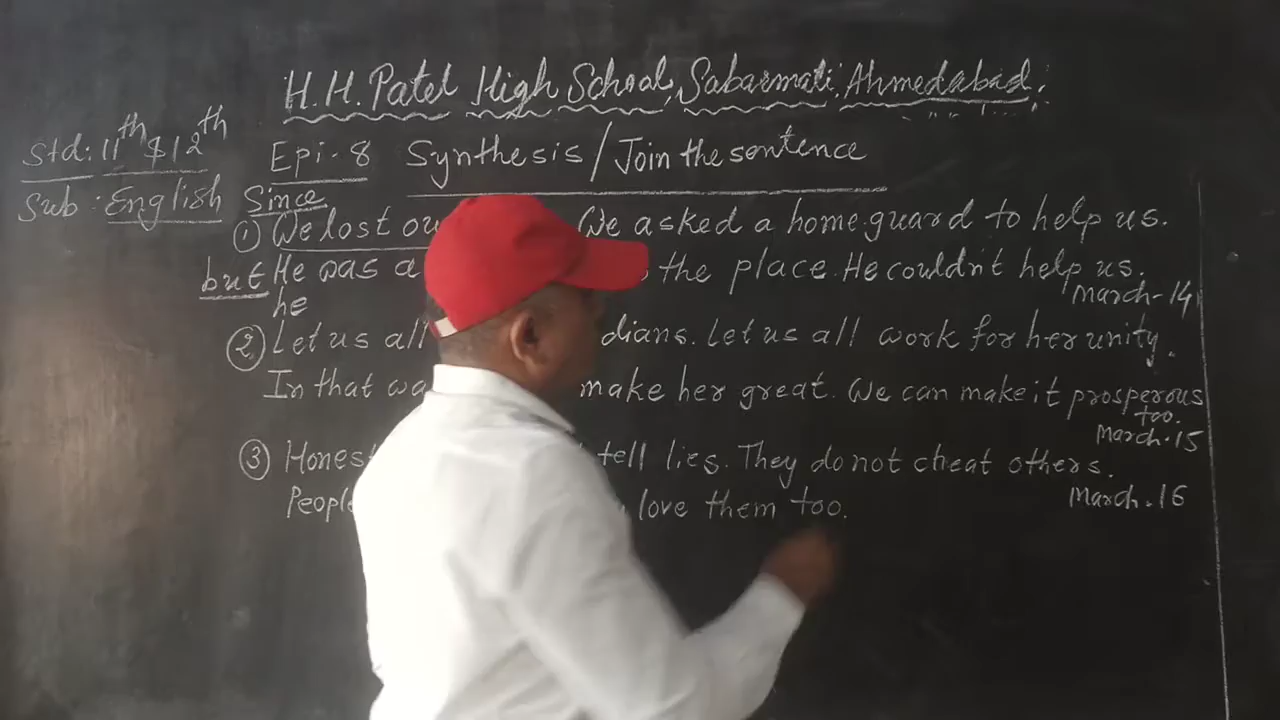 H.H. Patel High School, Sabarmati, Ahmedabad.
Std: 11th & 12th
Epi-8 Synthesis / Join the sentence
Sub: English
Since
① We lost ou We asked a home-guard to help us.
but He was a the place. He couldn't help us.
he
March-14
② Let us all dians. Let us all work for her unity.
In that wa make her great. We can make it prosperous
too.
March-15
③ Honest tell lies. They do not cheat others.
People love them too.
March-16